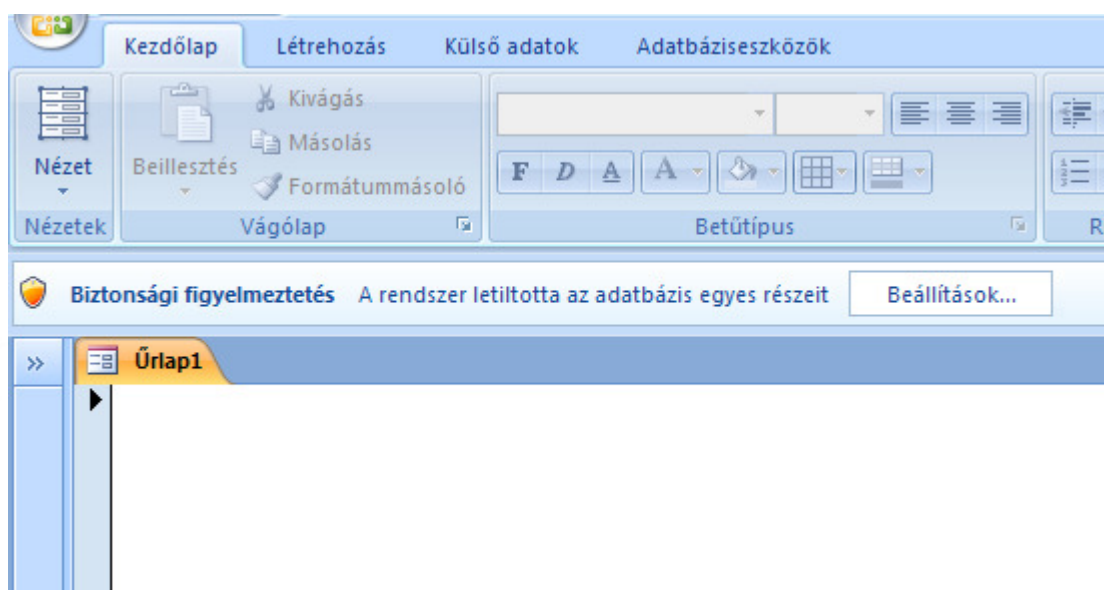 Kezdőlap Létrehozás Külső adatok Adatbáziseszközök
Kivágás
Másolás
Formátummásoló
Nézet
Beillesztés
F D A A
Nézetek
Vágólap
Betűtípus
R
Biztonsági figyelmeztetés A rendszer letiltotta az adatbázis egyes részeit Beállítások...
» Űrlap1